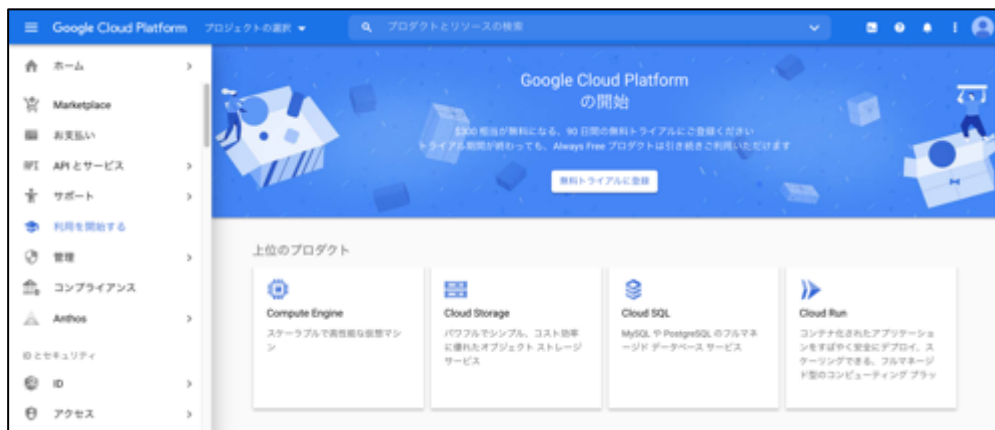 Google Cloud Platform プロジェクトの選択 プロダクトとリソースの検索
ホーム
Marketplace
お支払い
API APIとサービス
サポート
利用を開始する
管理
コンプライアンス
Anthos
IDとセキュリティ
ID
アクセス
Google Cloud Platform
の開始
$300 相当が無料になる、90 日間の無料トライアルにご登録ください
トライアル期間が終わっても、Always Free プロダクトは引き続きご利用いただけます
無料トライアルに登録
上位のプロダクト
Compute Engine
スケーラブルで高性能な仮想マシ
ン
Cloud Storage
パワフルでシンプル、コスト効率
に優れたオブジェクト ストレージ
サービス
Cloud SQL
MySQL や PostgreSQL のフルマネ
ージド データベース サービス
Cloud Run
コンテナ化されたアプリケーショ
ンをすばやく安全にデプロイ、ス
ケーリングできる、フルマネージ
ド型のコンピューティング プラッ